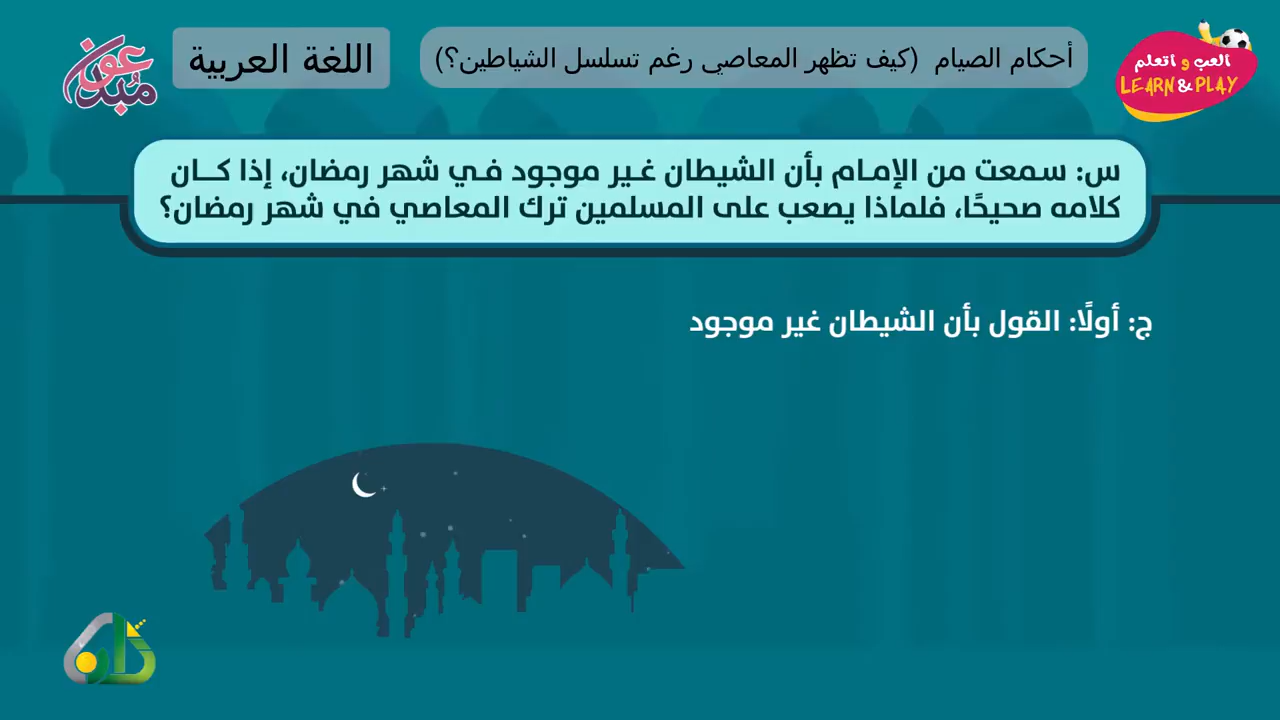 اللغة العربية
أحكام الصيام (كيف تظهر المعاصي رغم تسلسل الشياطين؟)
العب و اتعلم
LEARN & PLAY
مبدعون
س: سمعت من الإمام بأن الشيطان غير موجود في شهر رمضان، إذا كان
كلامه صحيحًا، فلماذا يصعب على المسلمين ترك المعاصي في شهر رمضان؟
ج: أولًا: القول بأن الشيطان غير موجود